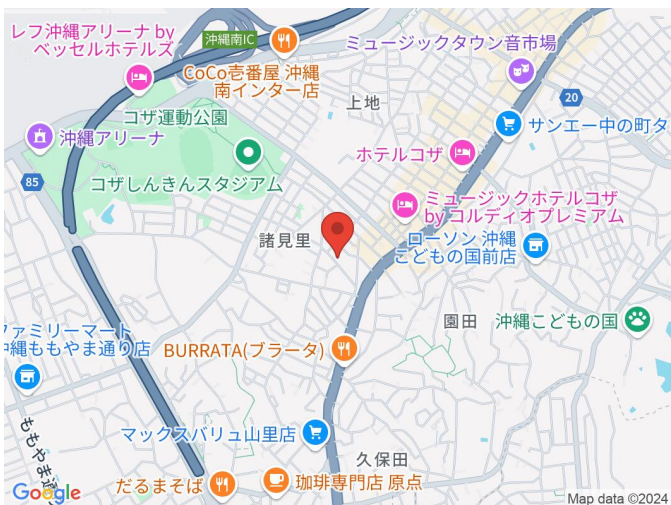 レフ沖縄アリーナ by
ベッセルホテルズ
沖縄南IC
CoCo壱番屋 沖縄
南インター店
ミュージックタウン音市場
上地
20
コザ運動公園
サンエー中の町タ
沖縄アリーナ
ホテルコザ
コザしんきんスタジアム
85
ミュージックホテルコザ
by コルディオプレミアム
諸見里
ローソン 沖縄
こどもの国前店
園田
沖縄こどもの国
ファミリーマート
沖縄ももやま通り店
BURRATA(ブラータ)
マックスバリュ山里店
ももやま通り
久保田
だるまそば
珈琲専門店 原点
Google
Map data ©2024